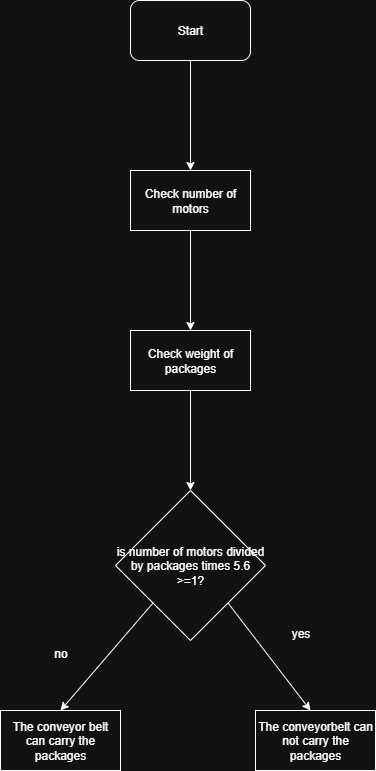 Start
Check number of
motors
Check weight of
packages
is number of motors divided
by packages times 5.6
>=1?
yes
no
The conveyor belt
can carry the
packages
The conveyorbelt can
not carry the
packages